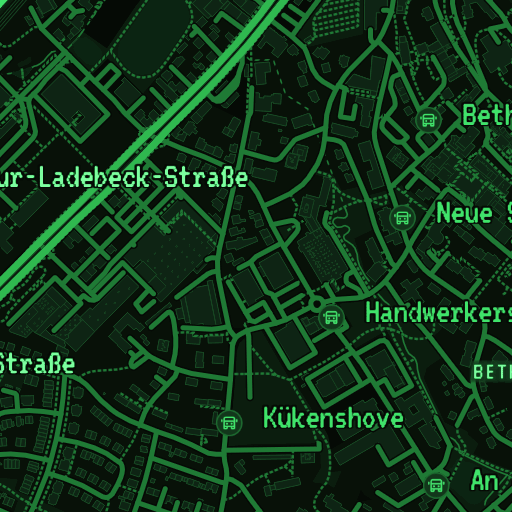 Beth
ur-Ladebeck-Straße
Neue S
Handwerkers
Straße
BETH
Kükenshove
An